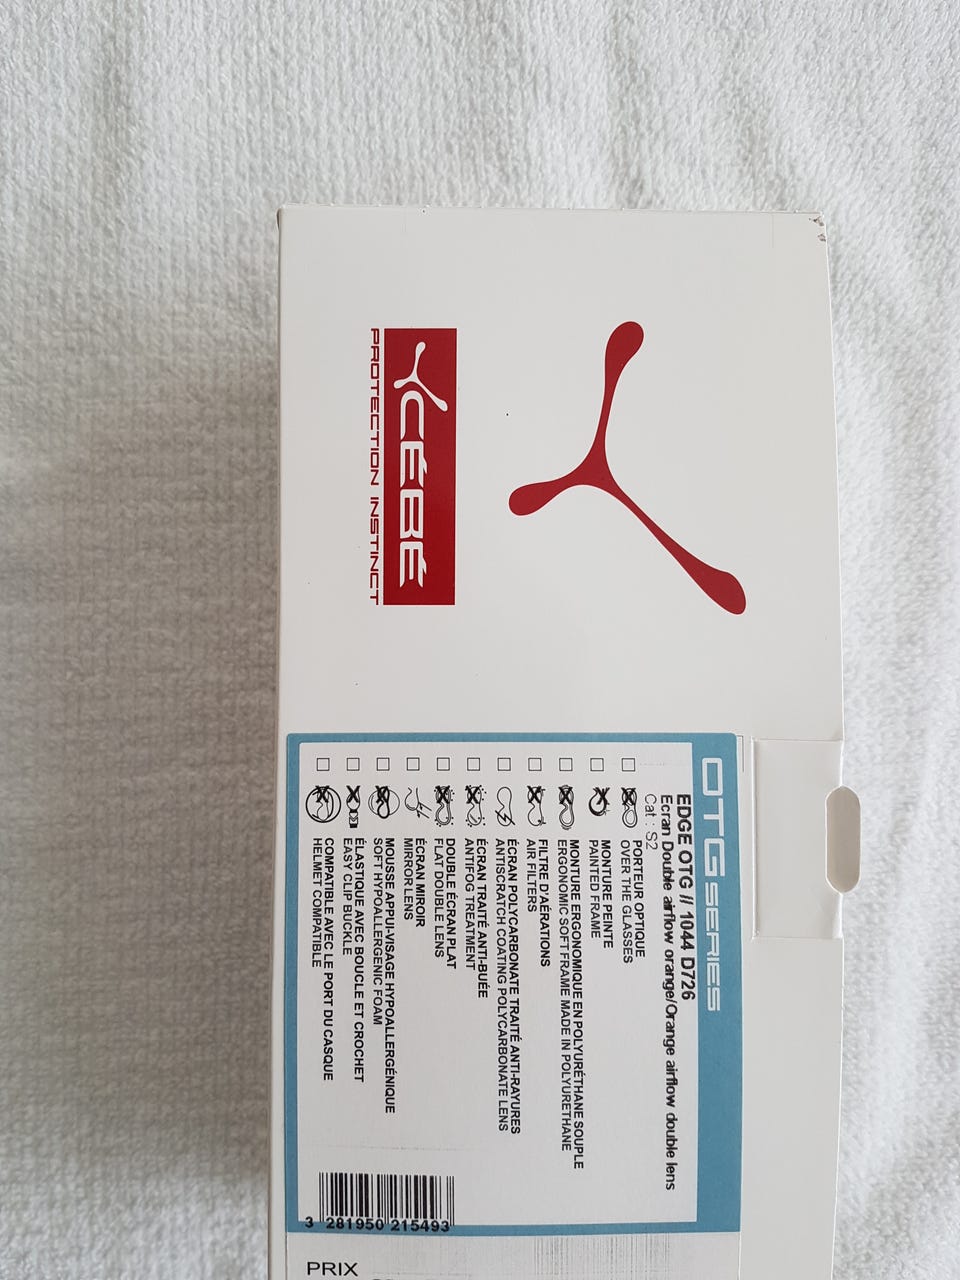 CÉBÉ
PROTECTION INSTINCT
OTG SERIES
EDGE OTG // 1044 D726
Ecran Double airflow orange/Orange airflow double lens
Cat : S2
PORTEUR OPTIQUE
OVER THE GLASSES
MONTURE PEINTE
PAINTED FRAME
MONTURE ERGONOMIQUE EN POLYURÉTHANE SOUPLE
ERGONOMIC SOFT FRAME MADE IN POLYURETHANE
FILTRE D'AÉRATIONS
AIR FILTERS
ÉCRAN POLYCARBONATE TRAITÉ ANTI-RAYURES
ANTISCRATCH COATING POLYCARBONATE LENS
ÉCRAN TRAITÉ ANTI-BUÉE
ANTIFOG TREATMENT
DOUBLE ÉCRAN PLAT
FLAT DOUBLE LENS
ÉCRAN MIROIR
MIRROR LENS
MOUSSE APPUI-VISAGE HYPOALLERGÉNIQUE
SOFT HYPOALLERGENIC FOAM
ÉLASTIQUE AVEC BOUCLE ET CROCHET
EASY CLIP BUCKLE
COMPATIBLE AVEC LE PORT DU CASQUE
HELMET COMPATIBLE
3 281950 215493
PRIX